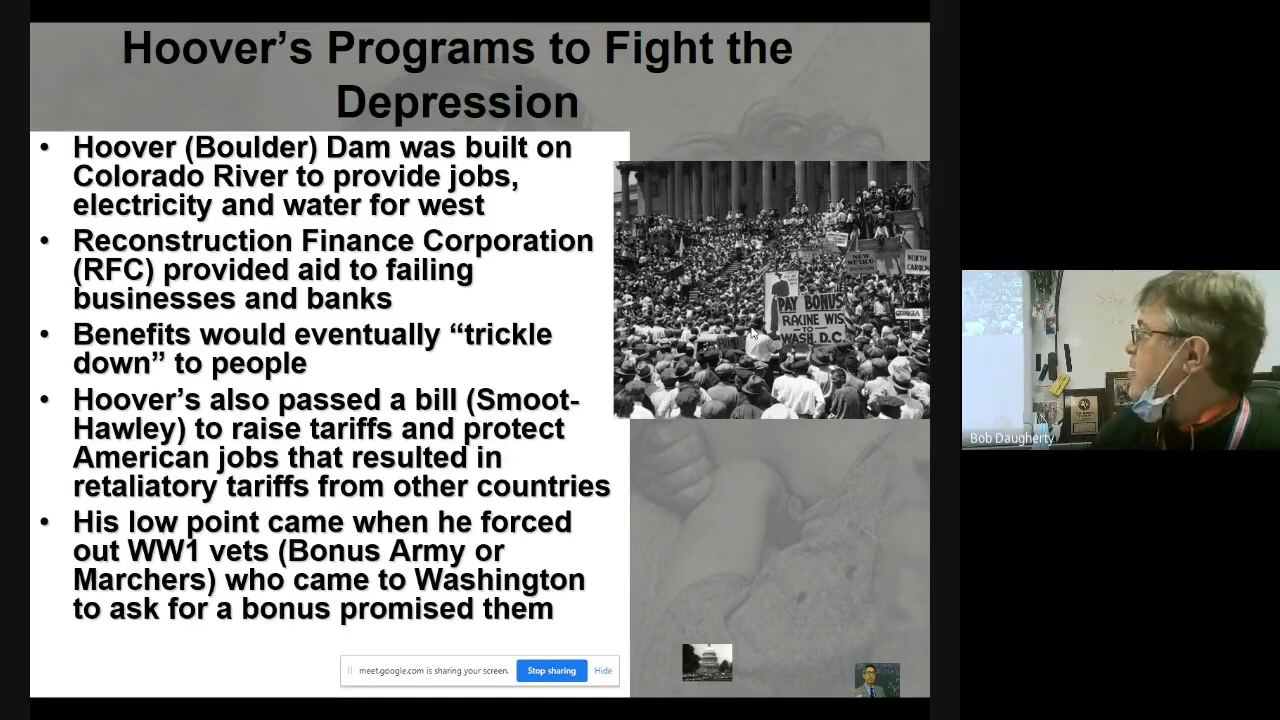 Hoover’s Programs to Fight the
Depression
• Hoover (Boulder) Dam was built on
Colorado River to provide jobs,
electricity and water for west
• Reconstruction Finance Corporation
(RFC) provided aid to failing
businesses and banks
• Benefits would eventually “trickle
down” to people
• Hoover’s also passed a bill (Smoot-
Hawley) to raise tariffs and protect
American jobs that resulted in
retaliatory tariffs from other countries
• His low point came when he forced
out WW1 vets (Bonus Army or
Marchers) who came to Washington
to ask for a bonus promised them
NEW
MEXICO
NORTH
CAROLINA
GEORGIA
PAY BONUS
RACINE WIS
TO
WASH. D.C.
meet.google.com is sharing your screen.
Stop sharing
Hide
Bob Daugherty